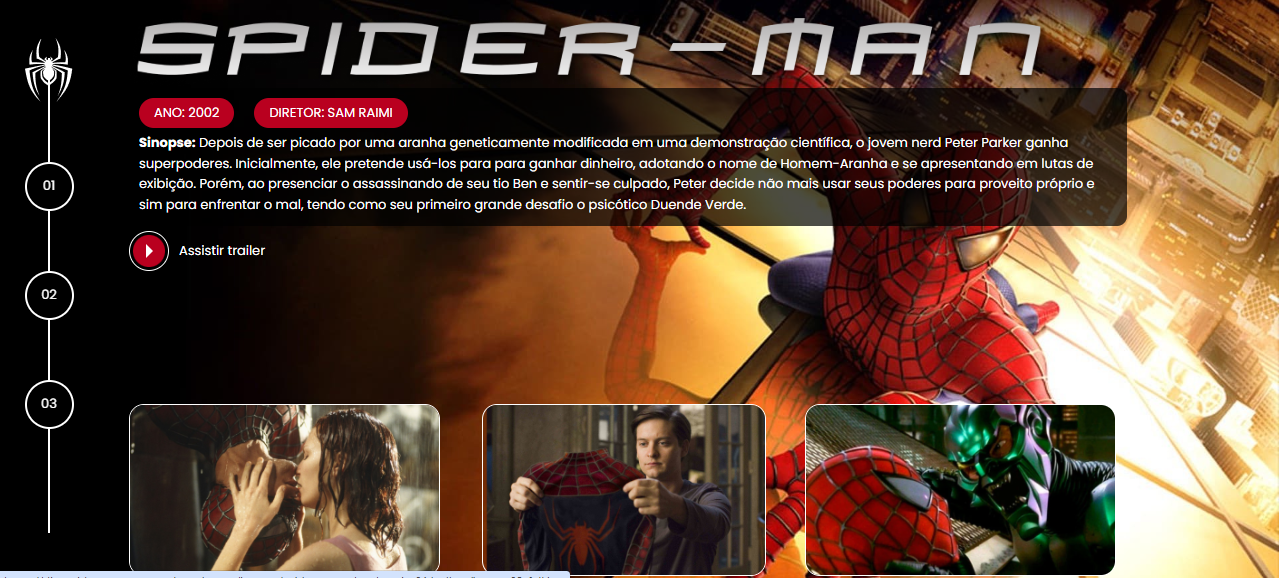 SPIDER-MAN
ANO: 2002
DIRETOR: SAM RAIMI
Sinopse: Depois de ser picado por uma aranha geneticamente modificada em uma demonstração científica, o jovem nerd Peter Parker ganha
superpoderes. Inicialmente, ele pretende usá-los para para ganhar dinheiro, adotando o nome de Homem-Aranha e se apresentando em lutas de
exibição. Porém, ao presenciar o assassinando de seu tio Ben e sentir-se culpado, Peter decide não mais usar seus poderes para proveito próprio e
sim para enfrentar o mal, tendo como seu primeiro grande desafio o psicótico Duende Verde.
Assistir trailer
01
02
03